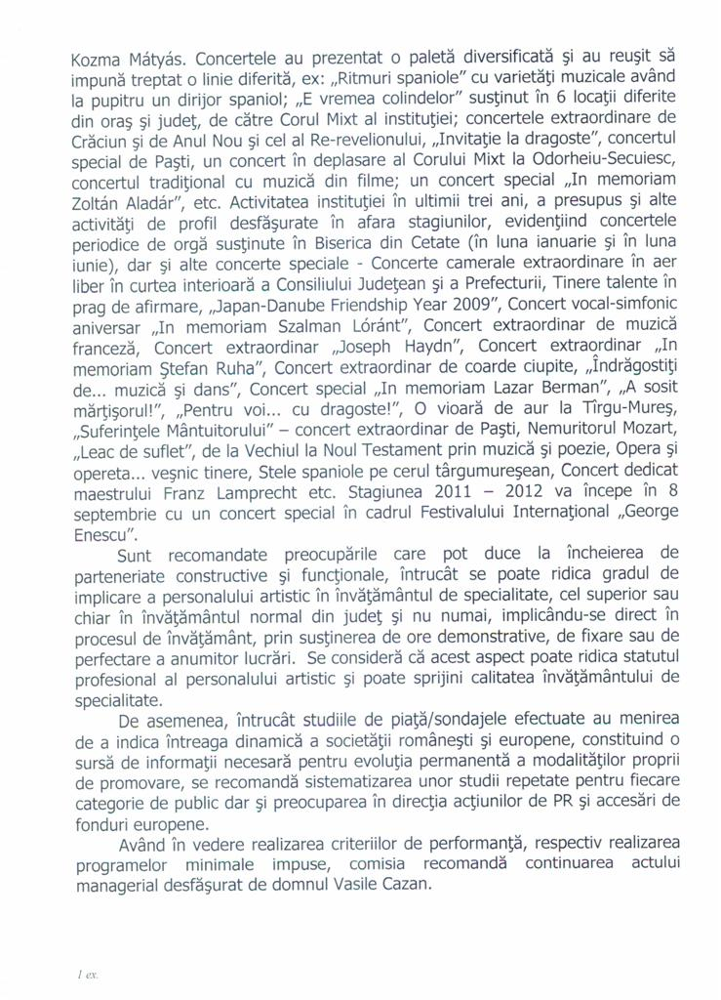 Kozma Mátyás. Concertele au prezentat o paletă diversificată şi au reuşit să
impună treptat o linie diferită, ex: „Ritmuri spaniole” cu varietăţi muzicale având
la pupitru un dirijor spaniol; „E vremea colindelor” susţinut în 6 locaţii diferite
din oraş şi judeţ, de către Corul Mixt al instituţiei; concertele extraordinare de
Crăciun şi de Anul Nou şi cel al Re-revelionului, „Invitaţie la dragoste”, concertul
special de Paşti, un concert în deplasare al Corului Mixt la Odorheiu-Secuiesc,
concertul tradiţional cu muzică din filme; un concert special „In memoriam
Zoltán Aladár”, etc. Activitatea instituţiei în ultimii trei ani, a presupus şi alte
activităţi de profil desfăşurate în afara stagiunilor, evidenţiind concertele
periodice de orgă susţinute în Biserica din Cetate (în luna ianuarie şi în luna
iunie), dar şi alte concerte speciale - Concerte camerale extraordinare în aer
liber în curtea interioară a Consiliului Judeţean şi a Prefecturii, Tinere talente în
prag de afirmare, „Japan-Danube Friendship Year 2009”, Concert vocal-simfonic
aniversar „In memoriam Szalman Lóránt”, Concert extraordinar de muzică
franceză, Concert extraordinar „Joseph Haydn”, Concert extraordinar „In
memoriam Ştefan Ruha”, Concert extraordinar de coarde ciupite, „Îndrăgostiţi
de... muzică şi dans”, Concert special „In memoriam Lazar Berman”, „A sosit
mărţişorul!”, „Pentru voi... cu dragoste!”, O vioară de aur la Tîrgu-Mureş,
„Suferinţele Mântuitorului” – concert extraordinar de Paşti, Nemuritorul Mozart,
„Leac de suflet”, de la Vechiul la Noul Testament prin muzică şi poezie, Opera şi
opereta... veşnic tinere, Stele spaniole pe cerul târgumureşean, Concert dedicat
maestrului Franz Lamprecht etc. Stagiunea 2011 – 2012 va începe în 8
septembrie cu un concert special în cadrul Festivalului Internaţional „George
Enescu”.
Sunt recomandate preocupările care pot duce la încheierea de
parteneriate constructive şi funcţionale, întrucât se poate ridica gradul de
implicare a personalului artistic în învăţământul de specialitate, cel superior sau
chiar în învăţământul normal din judeţ şi nu numai, implicându-se direct în
procesul de învăţământ, prin susţinerea de ore demonstrative, de fixare sau de
perfectare a anumitor lucrări. Se consideră că acest aspect poate ridica statutul
profesional al personalului artistic şi poate sprijini calitatea învăţământului de
specialitate.
De asemenea, întrucât studiile de piaţă/sondajele efectuate au menirea
de a indica întreaga dinamică a societăţii româneşti şi europene, constituind o
sursă de informaţii necesară pentru evoluţia permanentă a modalităţilor proprii
de promovare, se recomandă sistematizarea unor studii repetate pentru fiecare
categorie de public dar şi preocuparea în direcţia acţiunilor de PR şi accesări de
fonduri europene.
Având în vedere realizarea criteriilor de performanţă, respectiv realizarea
programelor minimale impuse, comisia recomandă continuarea actului
managerial desfăşurat de domnul Vasile Cazan.
1 ex.